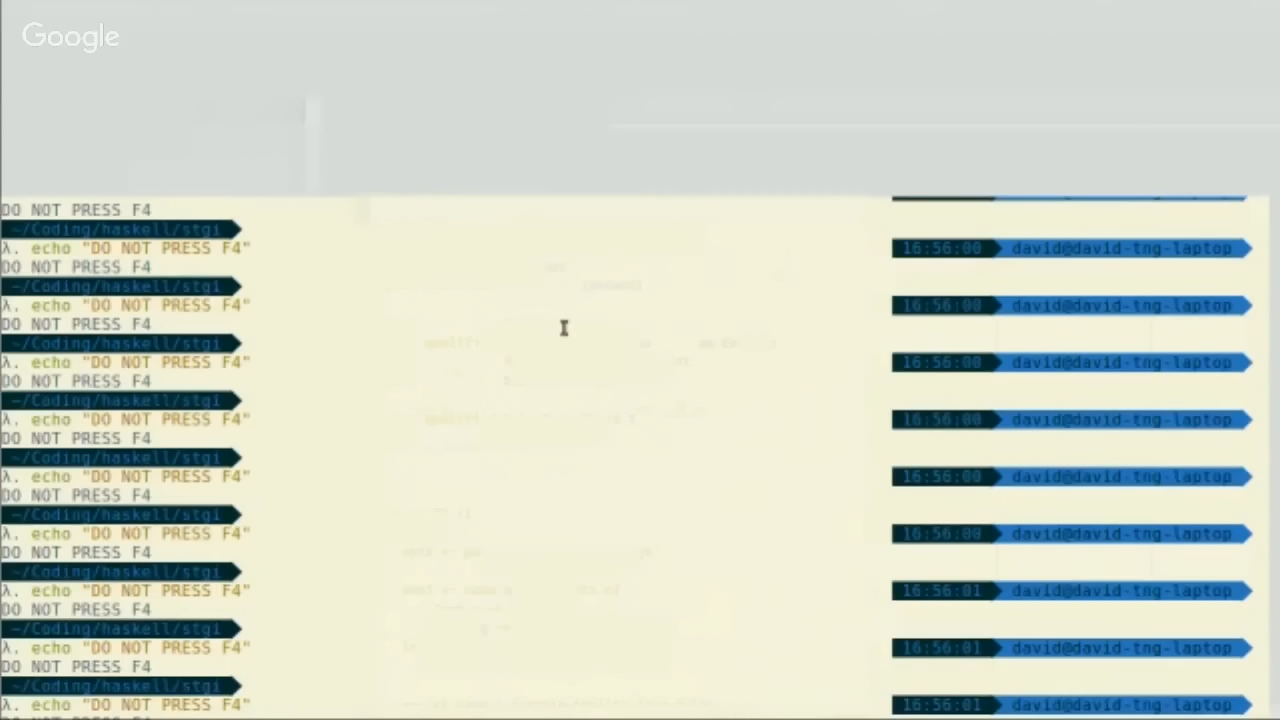 Google
DO NOT PRESS F4
~/Coding/haskell/stgi
λ. echo "DO NOT PRESS F4" 16:56:00 david@david-tng-laptop
DO NOT PRESS F4
~/Coding/haskell/stgi
λ. echo "DO NOT PRESS F4" 16:56:00 david@david-tng-laptop
DO NOT PRESS F4
~/Coding/haskell/stgi
λ. echo "DO NOT PRESS F4" 16:56:00 david@david-tng-laptop
DO NOT PRESS F4
~/Coding/haskell/stgi
λ. echo "DO NOT PRESS F4" 16:56:00 david@david-tng-laptop
DO NOT PRESS F4
~/Coding/haskell/stgi
λ. echo "DO NOT PRESS F4" 16:56:00 david@david-tng-laptop
DO NOT PRESS F4
~/Coding/haskell/stgi
λ. echo "DO NOT PRESS F4" 16:56:00 david@david-tng-laptop
DO NOT PRESS F4
~/Coding/haskell/stgi
λ. echo "DO NOT PRESS F4" 16:56:01 david@david-tng-laptop
DO NOT PRESS F4
~/Coding/haskell/stgi
λ. echo "DO NOT PRESS F4" 16:56:01 david@david-tng-laptop
DO NOT PRESS F4
~/Coding/haskell/stgi
λ. echo "DO NOT PRESS F4" 16:56:01 david@david-tng-laptop